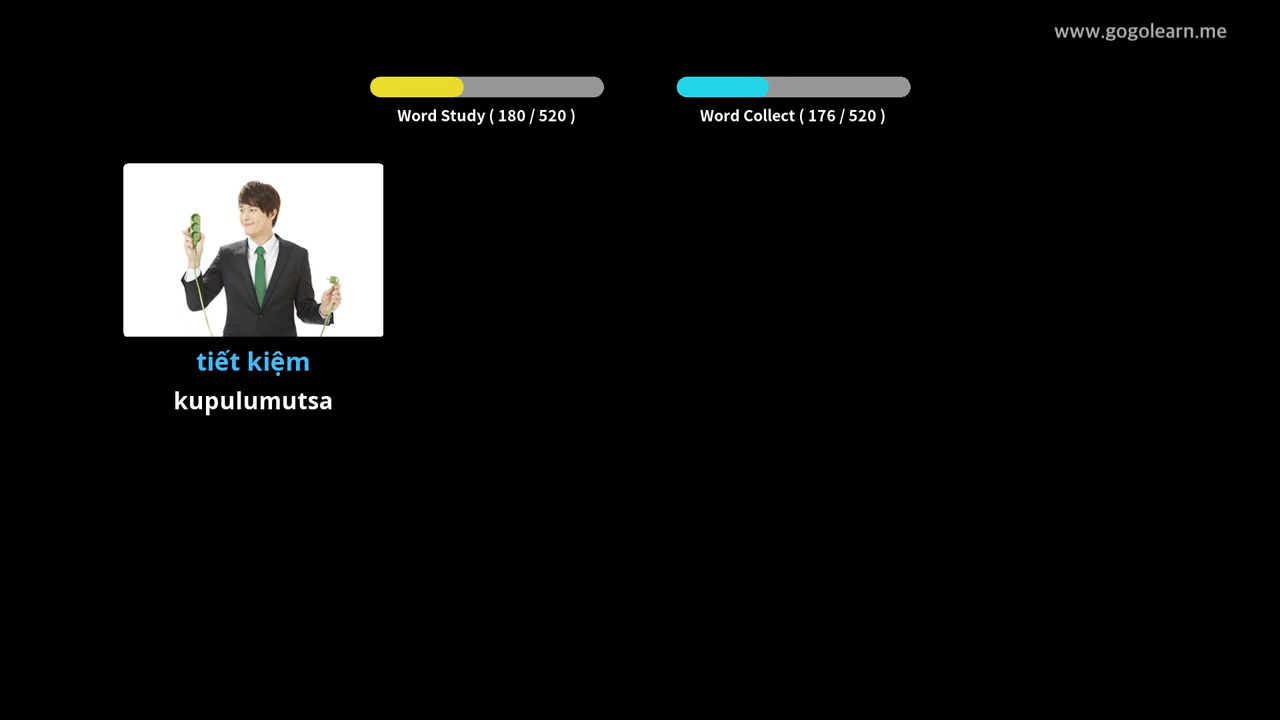 www.gogolearn.me
Word Study ( 180 / 520 )
Word Collect ( 176 / 520 )
tiết kiệm
kupulumutsa